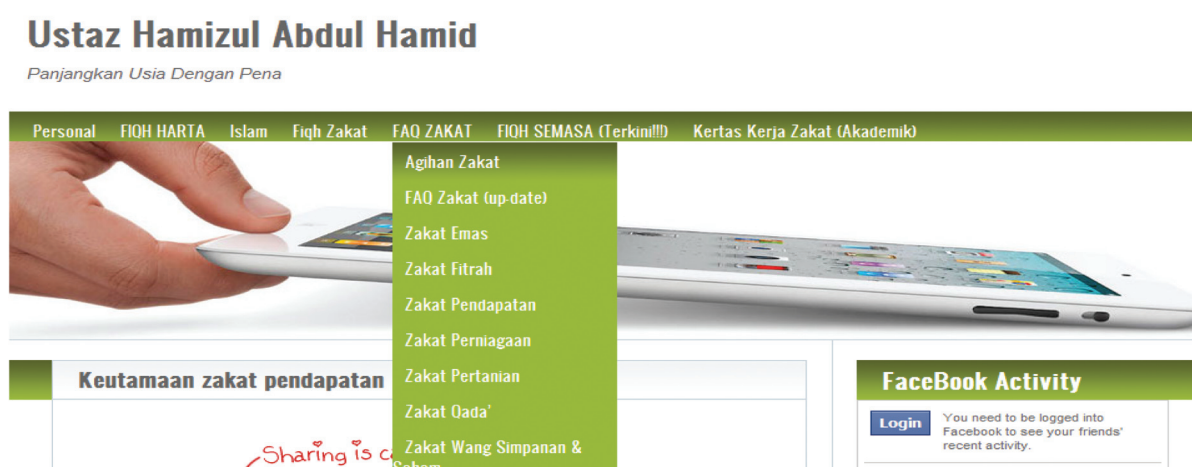 Ustaz Hamizul Abdul Hamid
Panjangkan Usia Dengan Pena
Personal FIQH HARTA Islam Fiqh Zakat FAQ ZAKAT FIQH SEMASA (Terkini!!!) Kertas Kerja Zakat (Akademik)
Agihan Zakat
FAQ Zakat (up-date)
Zakat Emas
Zakat Fitrah
Zakat Pendapatan
Zakat Perniagaan
Zakat Pertanian
Zakat Qada'
Zakat Wang Simpanan &
Saham
Keutamaan zakat pendapatan
Sharing is
FaceBook Activity
Login
You need to be logged into
Facebook to see your friends'
recent activity.